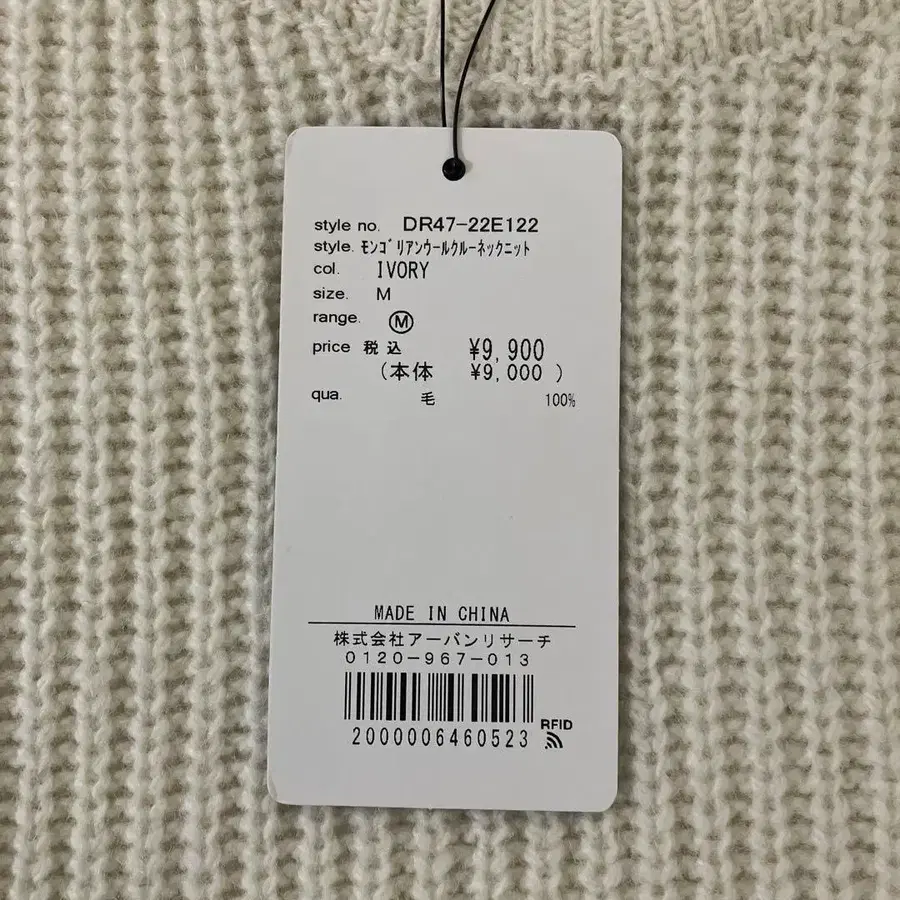 style no. DR47-22E122
style. ﾓﾝｺﾞﾘｱﾝｳｰﾙｸﾙｰﾈｯｸﾆｯﾄ
col. IVORY
size. M
range. Ⓜ
price 税込 ¥9,900
(本体 ¥9,000 )
qua. 毛 100%
MADE IN CHINA
株式会社アーバンリサーチ
0120-967-013
RFID
2000006460523